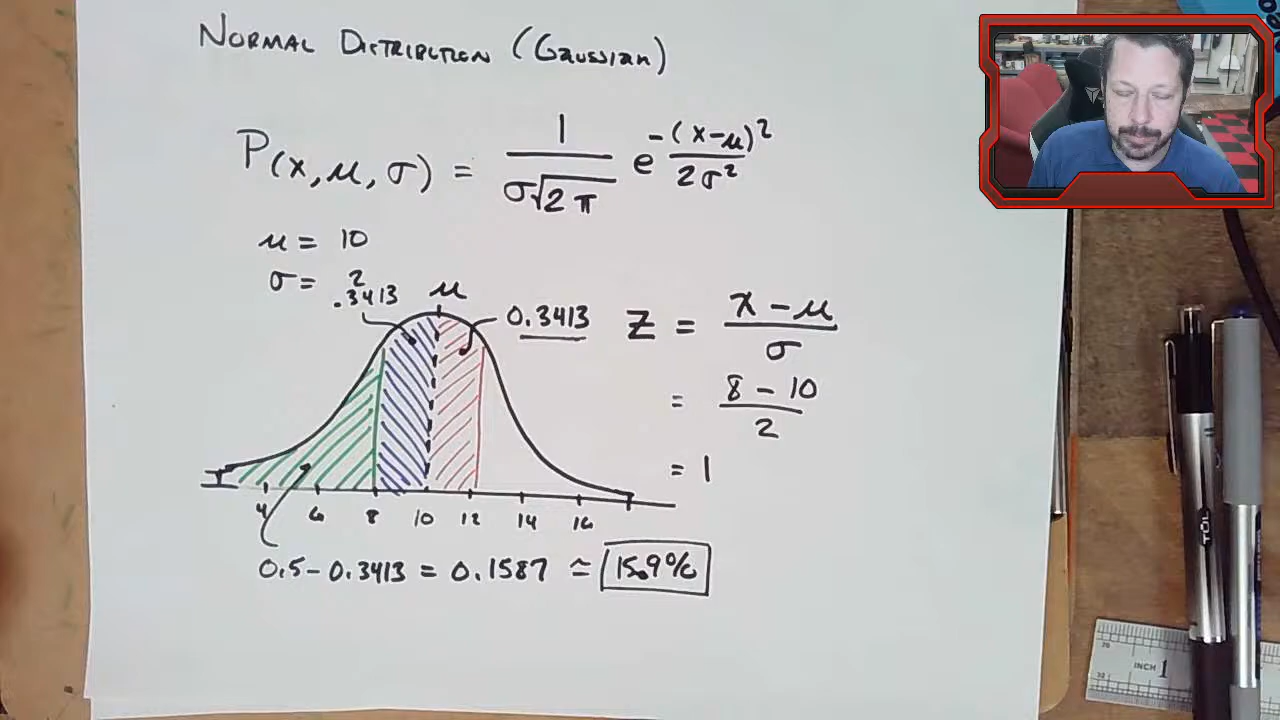 NORMAL DISTRIBUTION (GAUSSIAN)
P(x, μ, σ) = 1 / σ√2π e -(x-μ)² / 2σ²
μ = 10
σ = 2
.3413
μ
0.3413
Z = x - μ / σ
= 8 - 10 / 2
= 1
4 6 8 10 12 14 16
0.5 - 0.3413 = 0.1587 ≃ 15.9%
INCH 1